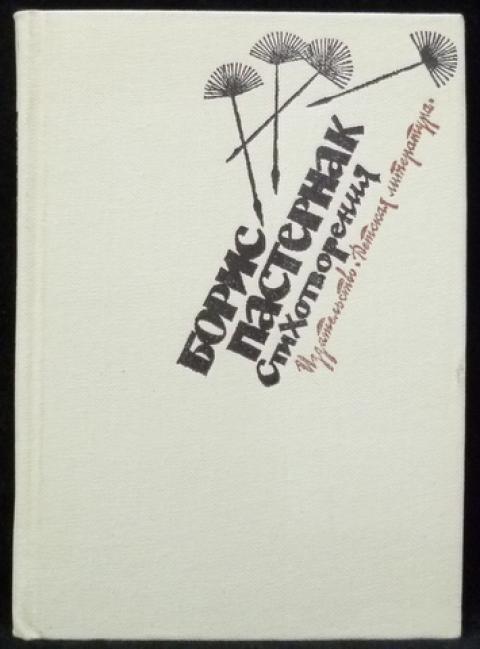 БОРИС
ПАСТЕРНАК
Стихотворения
Издательство «Детская литература»